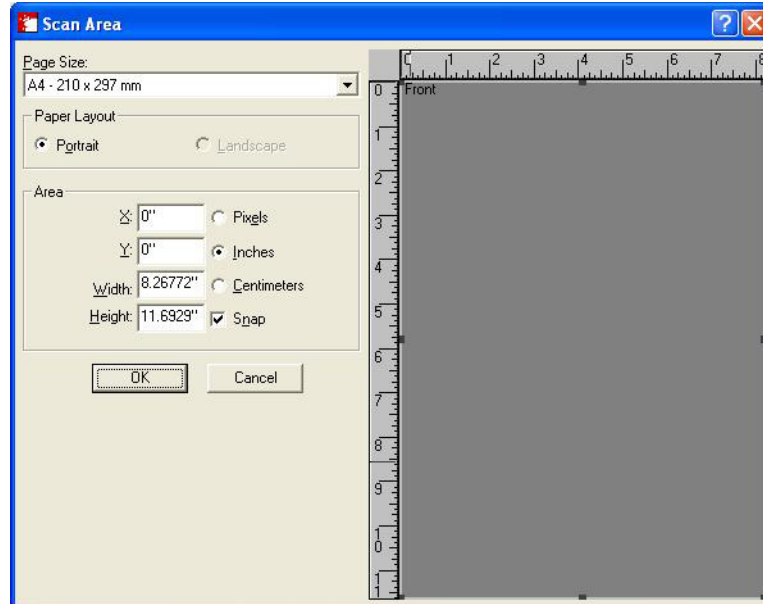 Scan Area
Page Size:
A4 - 210 x 297 mm
Paper Layout
Portrait
Landscape
Area
X: 0" Pixels
Y: 0" Inches
Width: 8.26772" Centimeters
Height: 11.6929" Snap
OK Cancel
0 1 2 3 4 5 6 7 8
Front
0
1
2
3
4
5
6
7
8
9
10
11